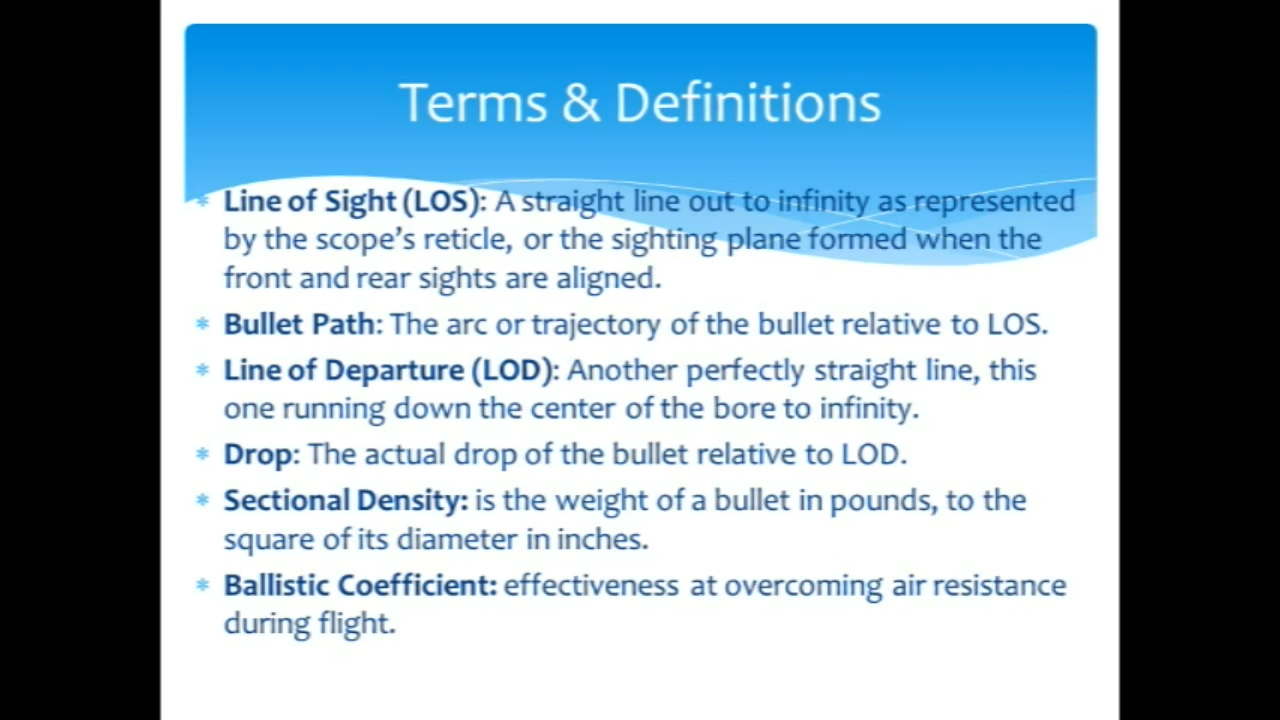 Terms & Definitions
* Line of Sight (LOS): A straight line out to infinity as represented
by the scope's reticle, or the sighting plane formed when the
front and rear sights are aligned.
* Bullet Path: The arc or trajectory of the bullet relative to LOS.
* Line of Departure (LOD): Another perfectly straight line, this
one running down the center of the bore to infinity.
* Drop: The actual drop of the bullet relative to LOD.
* Sectional Density: is the weight of a bullet in pounds, to the
square of its diameter in inches.
* Ballistic Coefficient: effectiveness at overcoming air resistance
during flight.